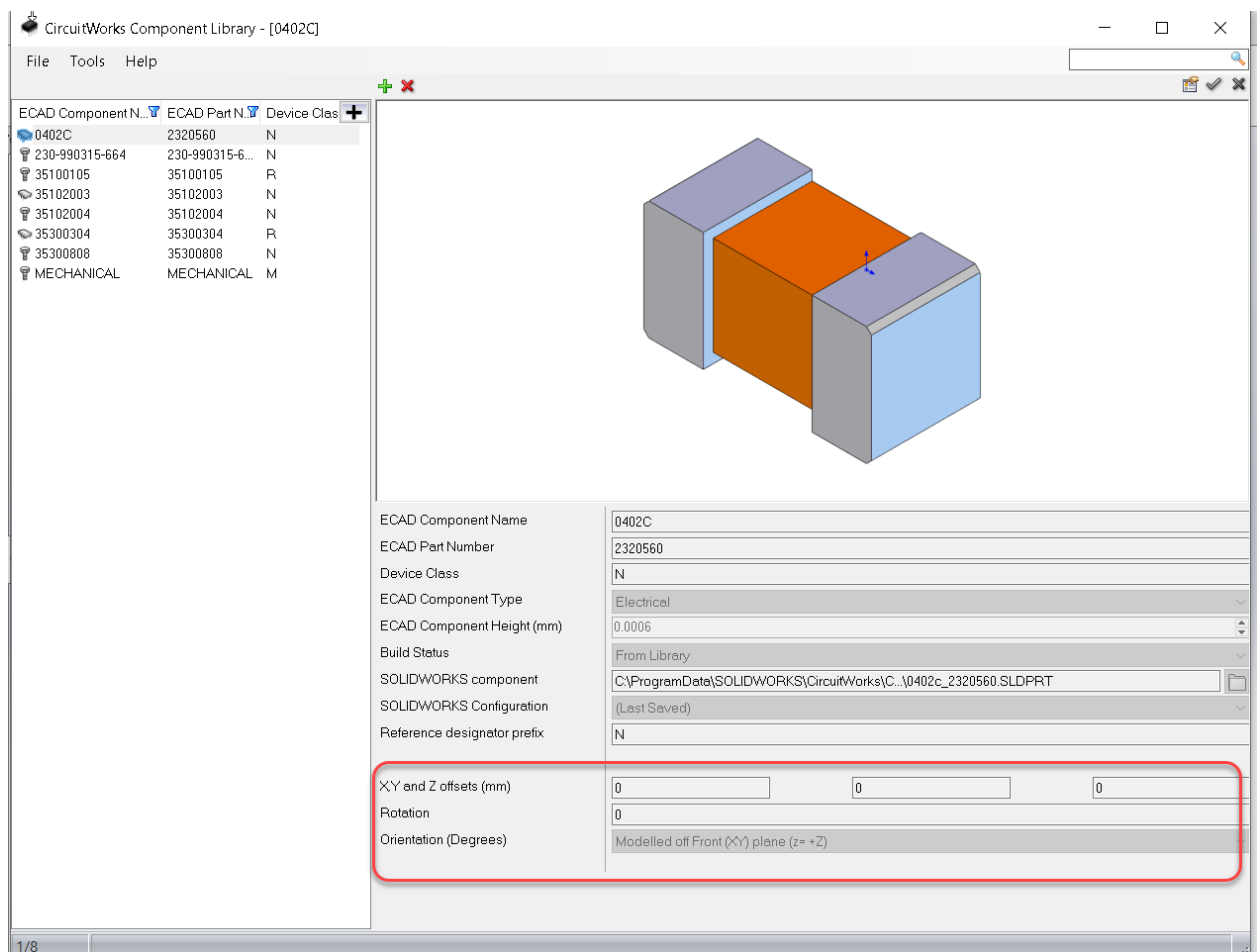 CircuitWorks Component Library - [0402C]
File Tools Help
ECAD Component N... ECAD Part N... Device Clas
0402C 2320560 N
230-990315-664 230-990315-6... N
35100105 35100105 R
35102003 35102003 N
35102004 35102004 N
35300304 35300304 R
35300808 35300808 N
MECHANICAL MECHANICAL M
ECAD Component Name 0402C
ECAD Part Number 2320560
Device Class N
ECAD Component Type Electrical
ECAD Component Height (mm) 0.0006
Build Status From Library
SOLIDWORKS component C:\ProgramData\SOLIDWORKS\CircuitWorks\C...\0402c_2320560.SLDPRT
SOLIDWORKS Configuration (Last Saved)
Reference designator prefix N
X,Y and Z offsets (mm) 0 0 0
Rotation 0
Orientation (Degrees) Modelled off Front (XY) plane (z= +Z)
1/8